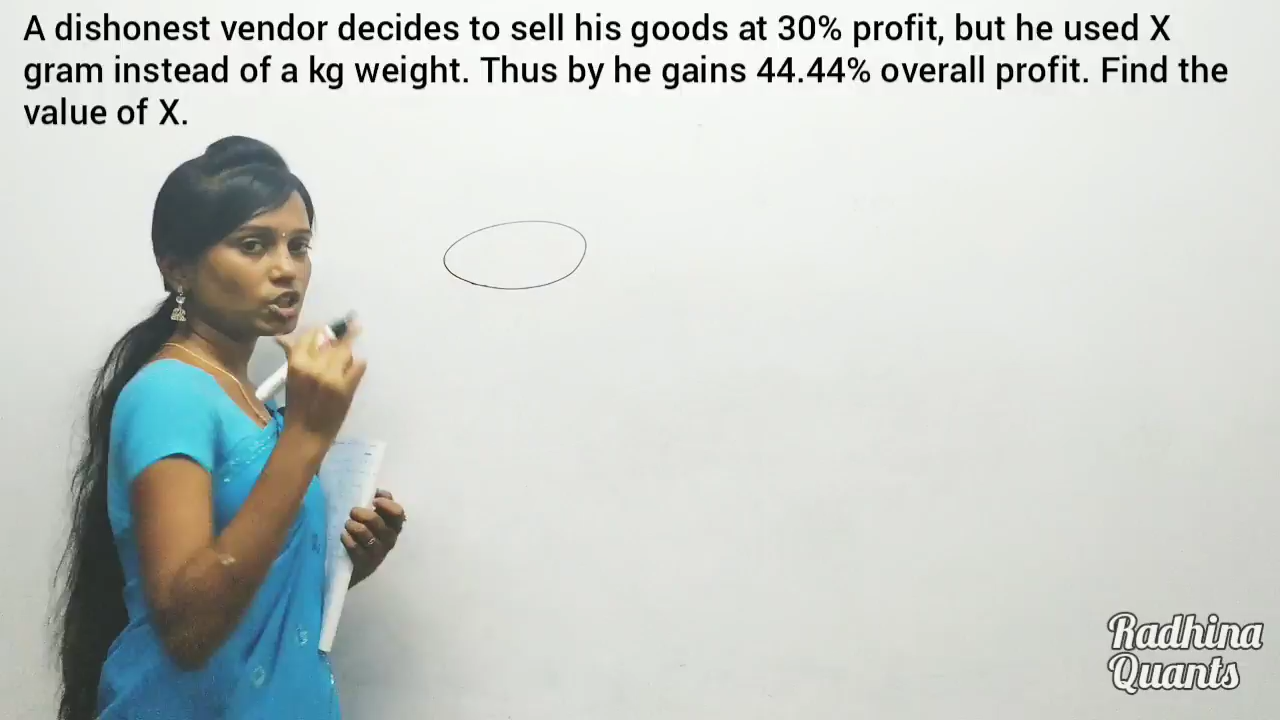 A dishonest vendor decides to sell his goods at 30% profit, but he used X
gram instead of a kg weight. Thus by he gains 44.44% overall profit. Find the
value of X.
Radhina
Quants